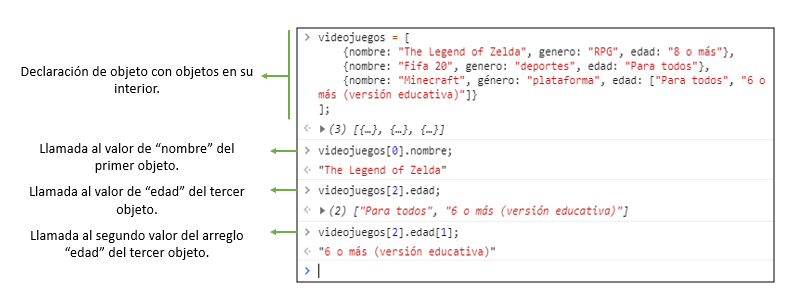 Declaración de objeto con objetos en su
interior.
Llamada al valor de “nombre” del
primer objeto.
Llamada al valor de “edad” del tercer
objeto.
Llamada al segundo valor del arreglo
“edad” del tercer objeto.
> videojuegos = [
{nombre: "The Legend of Zelda", genero: "RPG", edad: "8 o más"},
{nombre: "Fifa 20", genero: "deportes", edad: "Para todos"},
{nombre: "Minecraft", género: "plataforma", edad: ["Para todos", "6 o
más (versión educativa)"]}
];
(3) [{…}, {…}, {…}]
> videojuegos[0].nombre;
"The Legend of Zelda"
> videojuegos[2].edad;
(2) ["Para todos", "6 o más (versión educativa)"]
> videojuegos[2].edad[1];
"6 o más (versión educativa)"
>